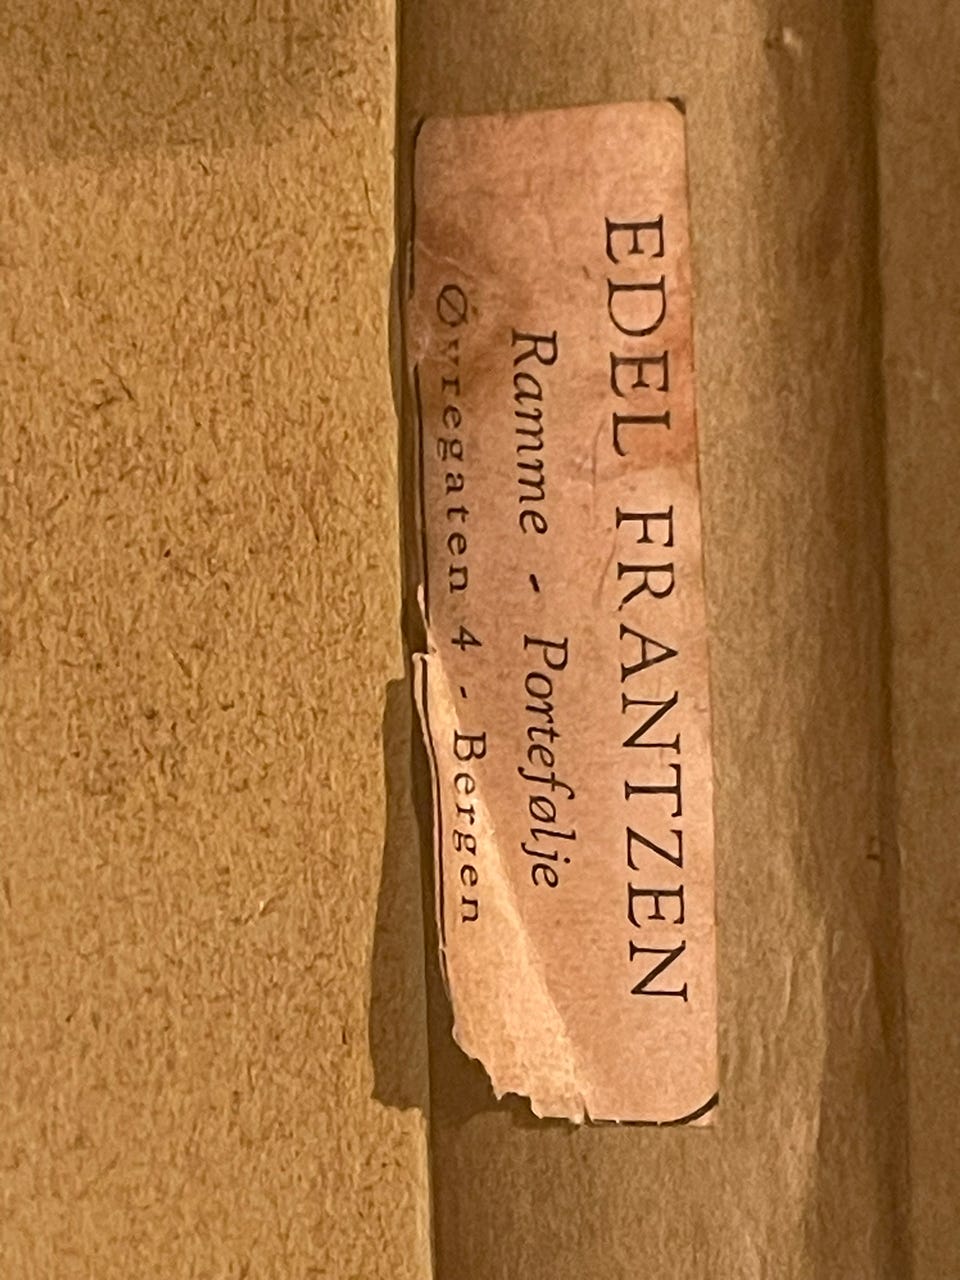 EDEL FRANTZEN
Ramme - Portefølje
Øvregaten 4 - Bergen